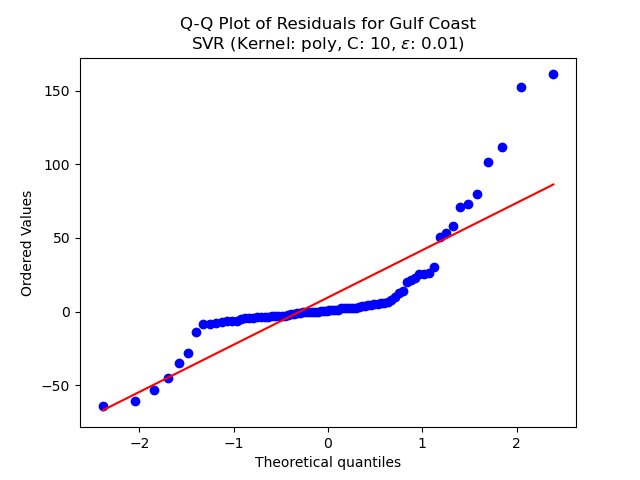 Q-Q Plot of Residuals for Gulf Coast
SVR (Kernel: poly, C: 10, ε: 0.01)
150
100
50
0
−50
Ordered Values
−2
−1
0
1
2
Theoretical quantiles